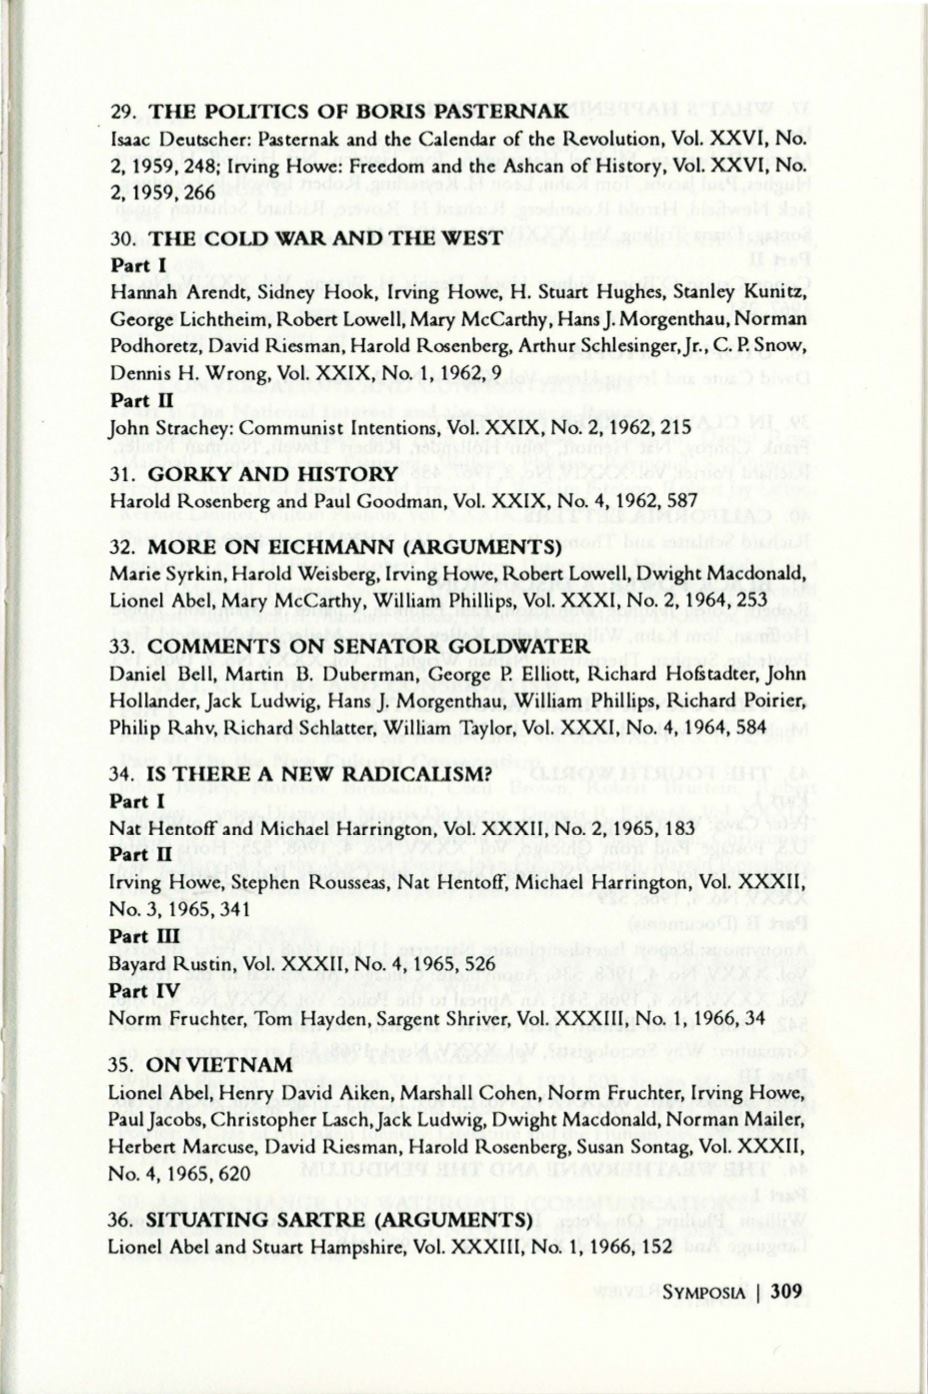 29. THE POLITICS OF BORIS PASTERNAK
Isaac Deutscher: Pasternak and the Calendar of the Revolution, Vol. XXVI, No.
2, 1959, 248; Irving Howe: Freedom and the Ashcan of History, Vol. XXVI, No.
2, 1959, 266
30. THE COLD WAR AND THE WEST
Part I
Hannah Arendt, Sidney Hook, Irving Howe, H. Stuart Hughes, Stanley Kunitz,
George Lichtheim, Robert Lowell, Mary McCarthy, Hans J. Morgenthau, Norman
Podhoretz, David Riesman, Harold Rosenberg, Arthur Schlesinger, Jr., C. P. Snow,
Dennis H. Wrong, Vol. XXIX, No. 1, 1962, 9
Part II
John Strachey: Communist Intentions, Vol. XXIX, No. 2, 1962, 215
31. GORKY AND HISTORY
Harold Rosenberg and Paul Goodman, Vol. XXIX, No. 4, 1962, 587
32. MORE ON EICHMANN (ARGUMENTS)
Marie Syrkin, Harold Weisberg, Irving Howe, Robert Lowell, Dwight Macdonald,
Lionel Abel, Mary McCarthy, William Phillips, Vol. XXXI, No. 2, 1964, 253
33. COMMENTS ON SENATOR GOLDWATER
Daniel Bell, Martin B. Duberman, George P. Elliott, Richard Hofstadter, John
Hollander, Jack Ludwig, Hans J. Morgenthau, William Phillips, Richard Poirier,
Philip Rahv, Richard Schlatter, William Taylor, Vol. XXXI, No. 4, 1964, 584
34. IS THERE A NEW RADICALISM?
Part I
Nat Hentoff and Michael Harrington, Vol. XXXII, No. 2, 1965, 183
Part II
Irving Howe, Stephen Rousseas, Nat Hentoff, Michael Harrington, Vol. XXXII,
No. 3, 1965, 341
Part III
Bayard Rustin, Vol. XXXII, No. 4, 1965, 526
Part IV
Norm Fruchter, Tom Hayden, Sargent Shriver, Vol. XXXIII, No. 1, 1966, 34
35. ON VIETNAM
Lionel Abel, Henry David Aiken, Marshall Cohen, Norm Fruchter, Irving Howe,
Paul Jacobs, Christopher Lasch, Jack Ludwig, Dwight Macdonald, Norman Mailer,
Herbert Marcuse, David Riesman, Harold Rosenberg, Susan Sontag, Vol. XXXII,
No. 4, 1965, 620
36. SITUATING SARTRE (ARGUMENTS)
Lionel Abel and Stuart Hampshire, Vol. XXXIII, No. 1, 1966, 152
SYMPOSIA | 309